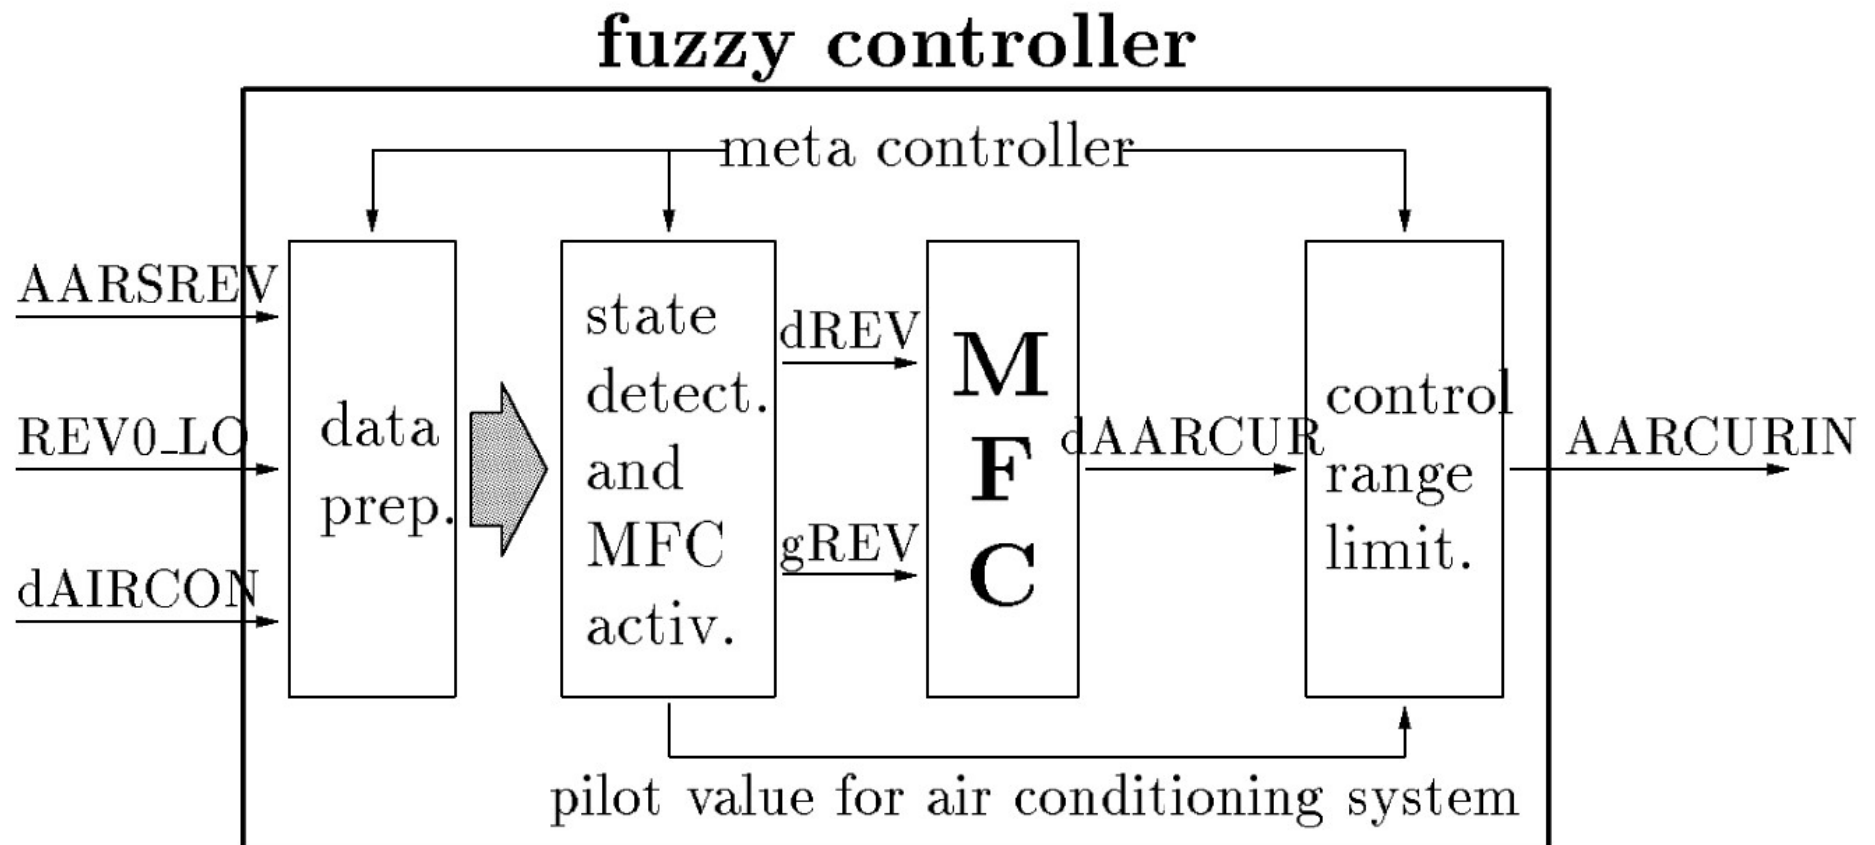 fuzzy controller
meta controller
AARSREV
REV0_LO
dAIRCON
data
prep.
state
detect.
and
MFC
activ.
dREV
gREV
M
F
C
dAARCUR
control
range
limit.
AARCURIN
pilot value for air conditioning system